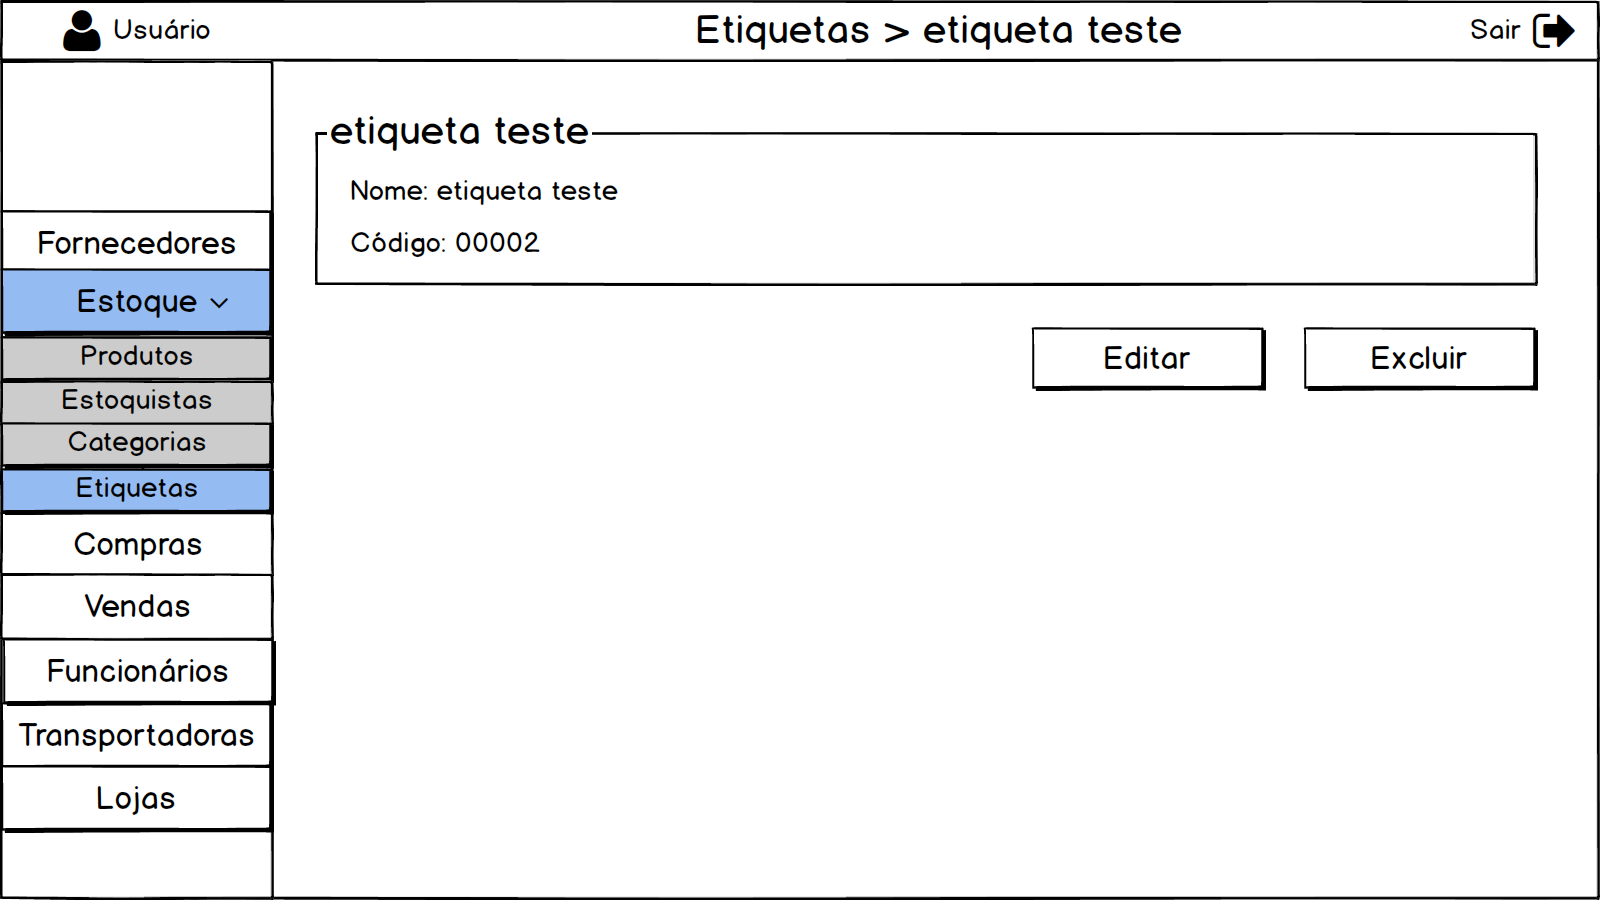 Usuário
Etiquetas > etiqueta teste
Sair
Fornecedores
Estoque
Produtos
Estoquistas
Categorias
Etiquetas
Compras
Vendas
Funcionários
Transportadoras
Lojas
etiqueta teste
Nome: etiqueta teste
Código: 00002
Editar
Excluir